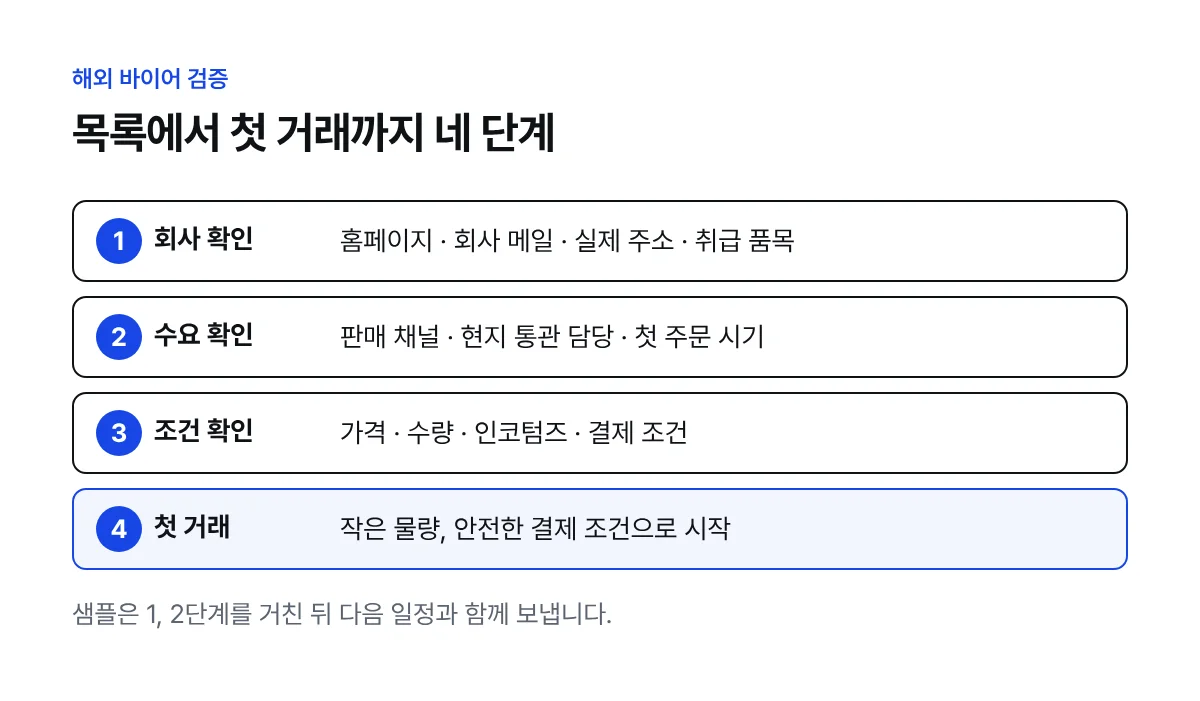 해외 바이어 검증
목록에서 첫 거래까지 네 단계
1 회사 확인 홈페이지 · 회사 메일 · 실제 주소 · 취급 품목
2 수요 확인 판매 채널 · 현지 통관 담당 · 첫 주문 시기
3 조건 확인 가격 · 수량 · 인코텀즈 · 결제 조건
4 첫 거래 작은 물량, 안전한 결제 조건으로 시작
샘플은 1, 2단계를 거친 뒤 다음 일정과 함께 보냅니다.